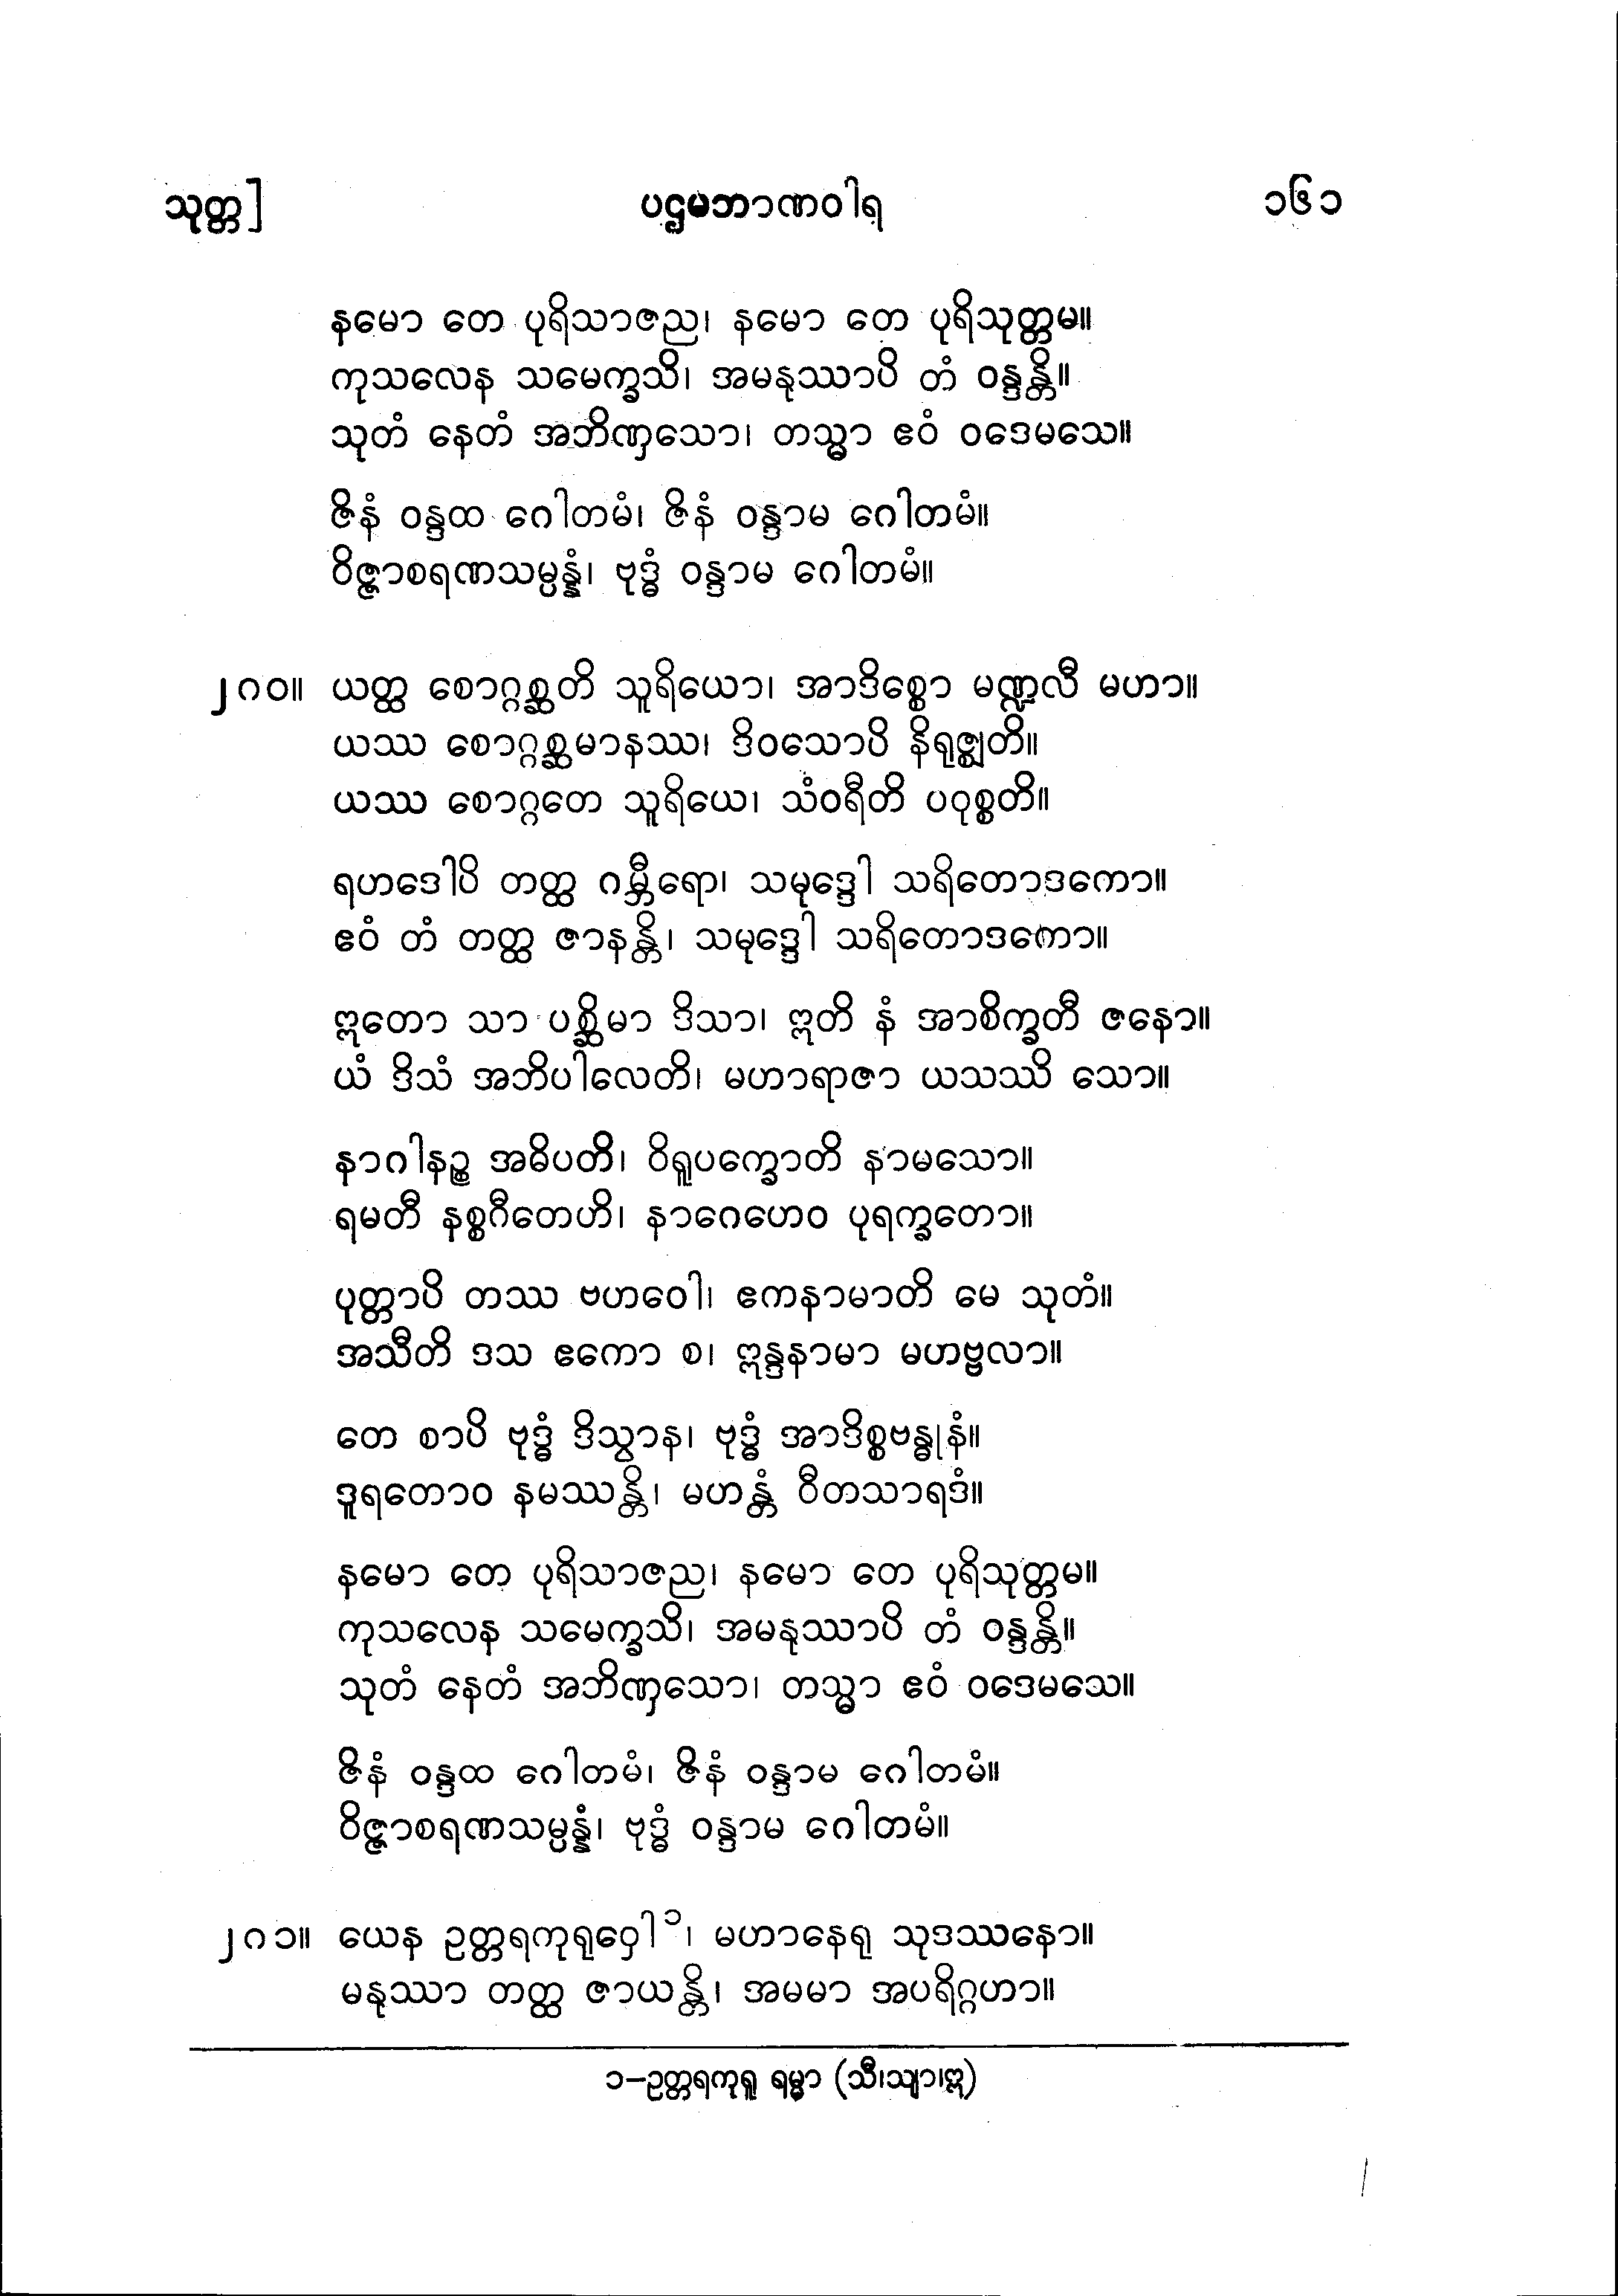 သုတ္တ]
ပဌမဘာဏဝါရ
၁၆၁
နမော တေ ပုရိသာဇည၊ နမော တေ ပုရိသုတ္တမ။
ကုသလေန သမေက္ခသိ၊ အမနုဿာပိ တံ ဝန္ဒန္တိ။
သုတံ နေတံ အဘိဏှသော၊ တသ္မာ ဧဝံ ဝဒေမသေ။
ဇိနံ ဝန္ဒထ ဂေါတမံ၊ ဇိနံ ဝန္ဒာမ ဂေါတမံ။
ဝိဇ္ဇာစရဏသမ္ပန္နံ၊ ဗုဒ္ဓံ ဝန္ဒာမ ဂေါတမံ။
၂၈၀။ ယတ္ထ စောဂ္ဂစ္ဆတိ သူရိယော၊ အာဒိစ္စော မဏ္ဍလီ မဟာ။
ယဿ စောဂ္ဂစ္ဆမာနဿ၊ ဒိဝသောပိ နိရုဇ္ဈတိ။
ယဿ စောဂ္ဂတေ သူရိယေ၊ သံဝရီတိ ပဝုစ္စတိ။
ရဟဒေါပိ တတ္ထ ဂမ္ဘီရော၊ သမုဒ္ဒေါ သရိတောဒကော။
ဧဝံ တံ တတ္ထ ဇာနန္တိ၊ သမုဒ္ဒေါ သရိတောဒကော။
ဣတော သာ ပစ္ဆိမာ ဒိသာ၊ ဣတိ နံ အာစိက္ခတီ ဇနော။
ယံ ဒိသံ အဘိပါလေတိ၊ မဟာရာဇာ ယသဿိ သော။
နာဂါနဉ္စ အဓိပတိ၊ ဝိရူပက္ခောတိ နာမသော။
ရမတီ နစ္စဂီတေဟိ၊ နာဂေဟေဝ ပုရက္ခတော။
ပုတ္တာပိ တဿ ဗဟဝေါ၊ ဧကနာမာတိ မေ သုတံ။
အသီတိ ဒသ ဧကော စ၊ ဣန္ဒနာမာ မဟဗ္ဗလာ။
တေ စာပိ ဗုဒ္ဓံ ဒိသွာန၊ ဗုဒ္ဓံ အာဒိစ္စဗန္ဓုနံ။
ဒူရတောဝ နမဿန္တိ၊ မဟန္တံ ဝီတသာရဒံ။
နမော တေ ပုရိသာဇည၊ နမော တေ ပုရိသုတ္တမ။
ကုသလေန သမေက္ခသိ၊ အမနုဿာပိ တံ ဝန္ဒန္တိ။
သုတံ နေတံ အဘိဏှသော၊ တသ္မာ ဧဝံ ဝဒေမသေ။
ဇိနံ ဝန္ဒထ ဂေါတမံ၊ ဇိနံ ဝန္ဒာမ ဂေါတမံ။
ဝိဇ္ဇာစရဏသမ္ပန္နံ၊ ဗုဒ္ဓံ ဝန္ဒာမ ဂေါတမံ။
၂၈၁။ ယေန ဥတ္တရကုရုဝှေါ ၁၊ မဟာနေရု သုဒဿနော။
မနုဿာ တတ္ထ ဇာယန္တိ၊ အမမာ အပရိဂ္ဂဟာ။
၁-ဥတ္တရကုရူ ရမ္မာ (သီ၊သျာ၊ဣ)